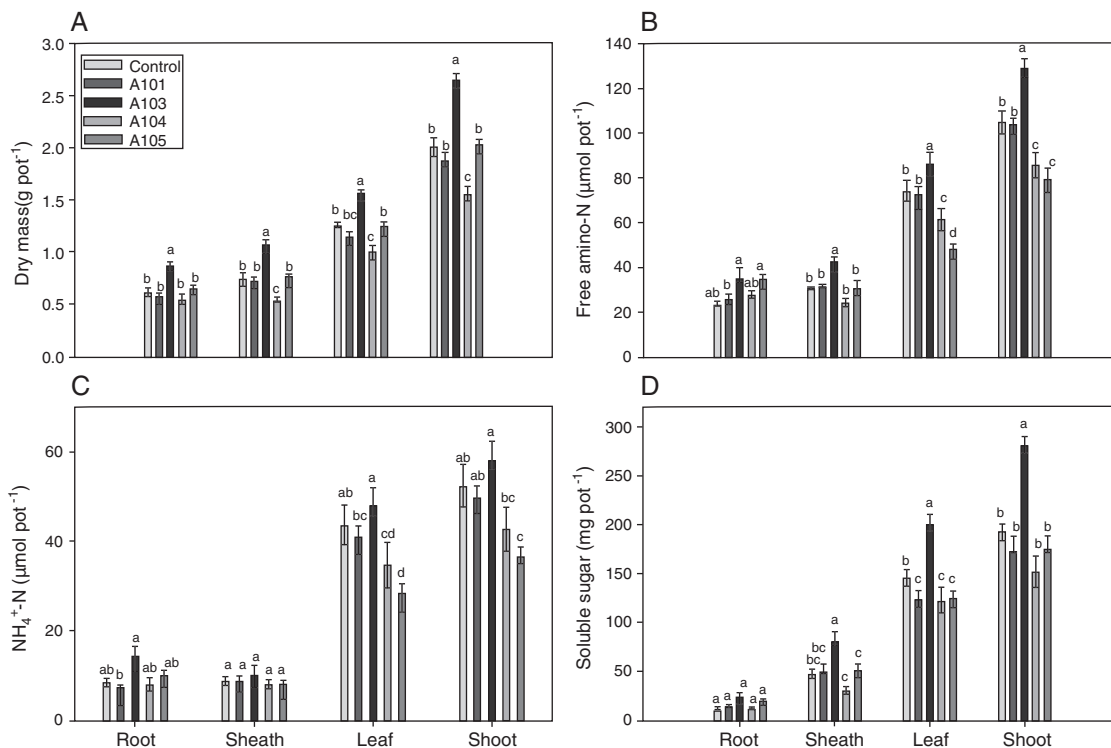 A
Dry mass(g pot-1)
3.0
2.5
2.0
1.5
1.0
0.5
0.0
Control
A101
A103
A104
A105
b b a b b
b b a c b
b bc a c b
b b a c b
B
Free amino-N (µmol pot-1)
140
120
100
80
60
40
20
0
ab b a ab a
b b a b b
b b a c d
b b a c c
C
NH4+-N (µmol pot -1)
60
40
20
0
ab b a ab ab
a a a a a
ab bc a cd d
ab ab a bc c
Root Sheath Leaf Shoot
D
Soluble sugar (mg pot-1)
300
250
200
150
100
50
0
a a a a a
bc bc a c b
b c a c c
b b a b b
Root Sheath Leaf Shoot